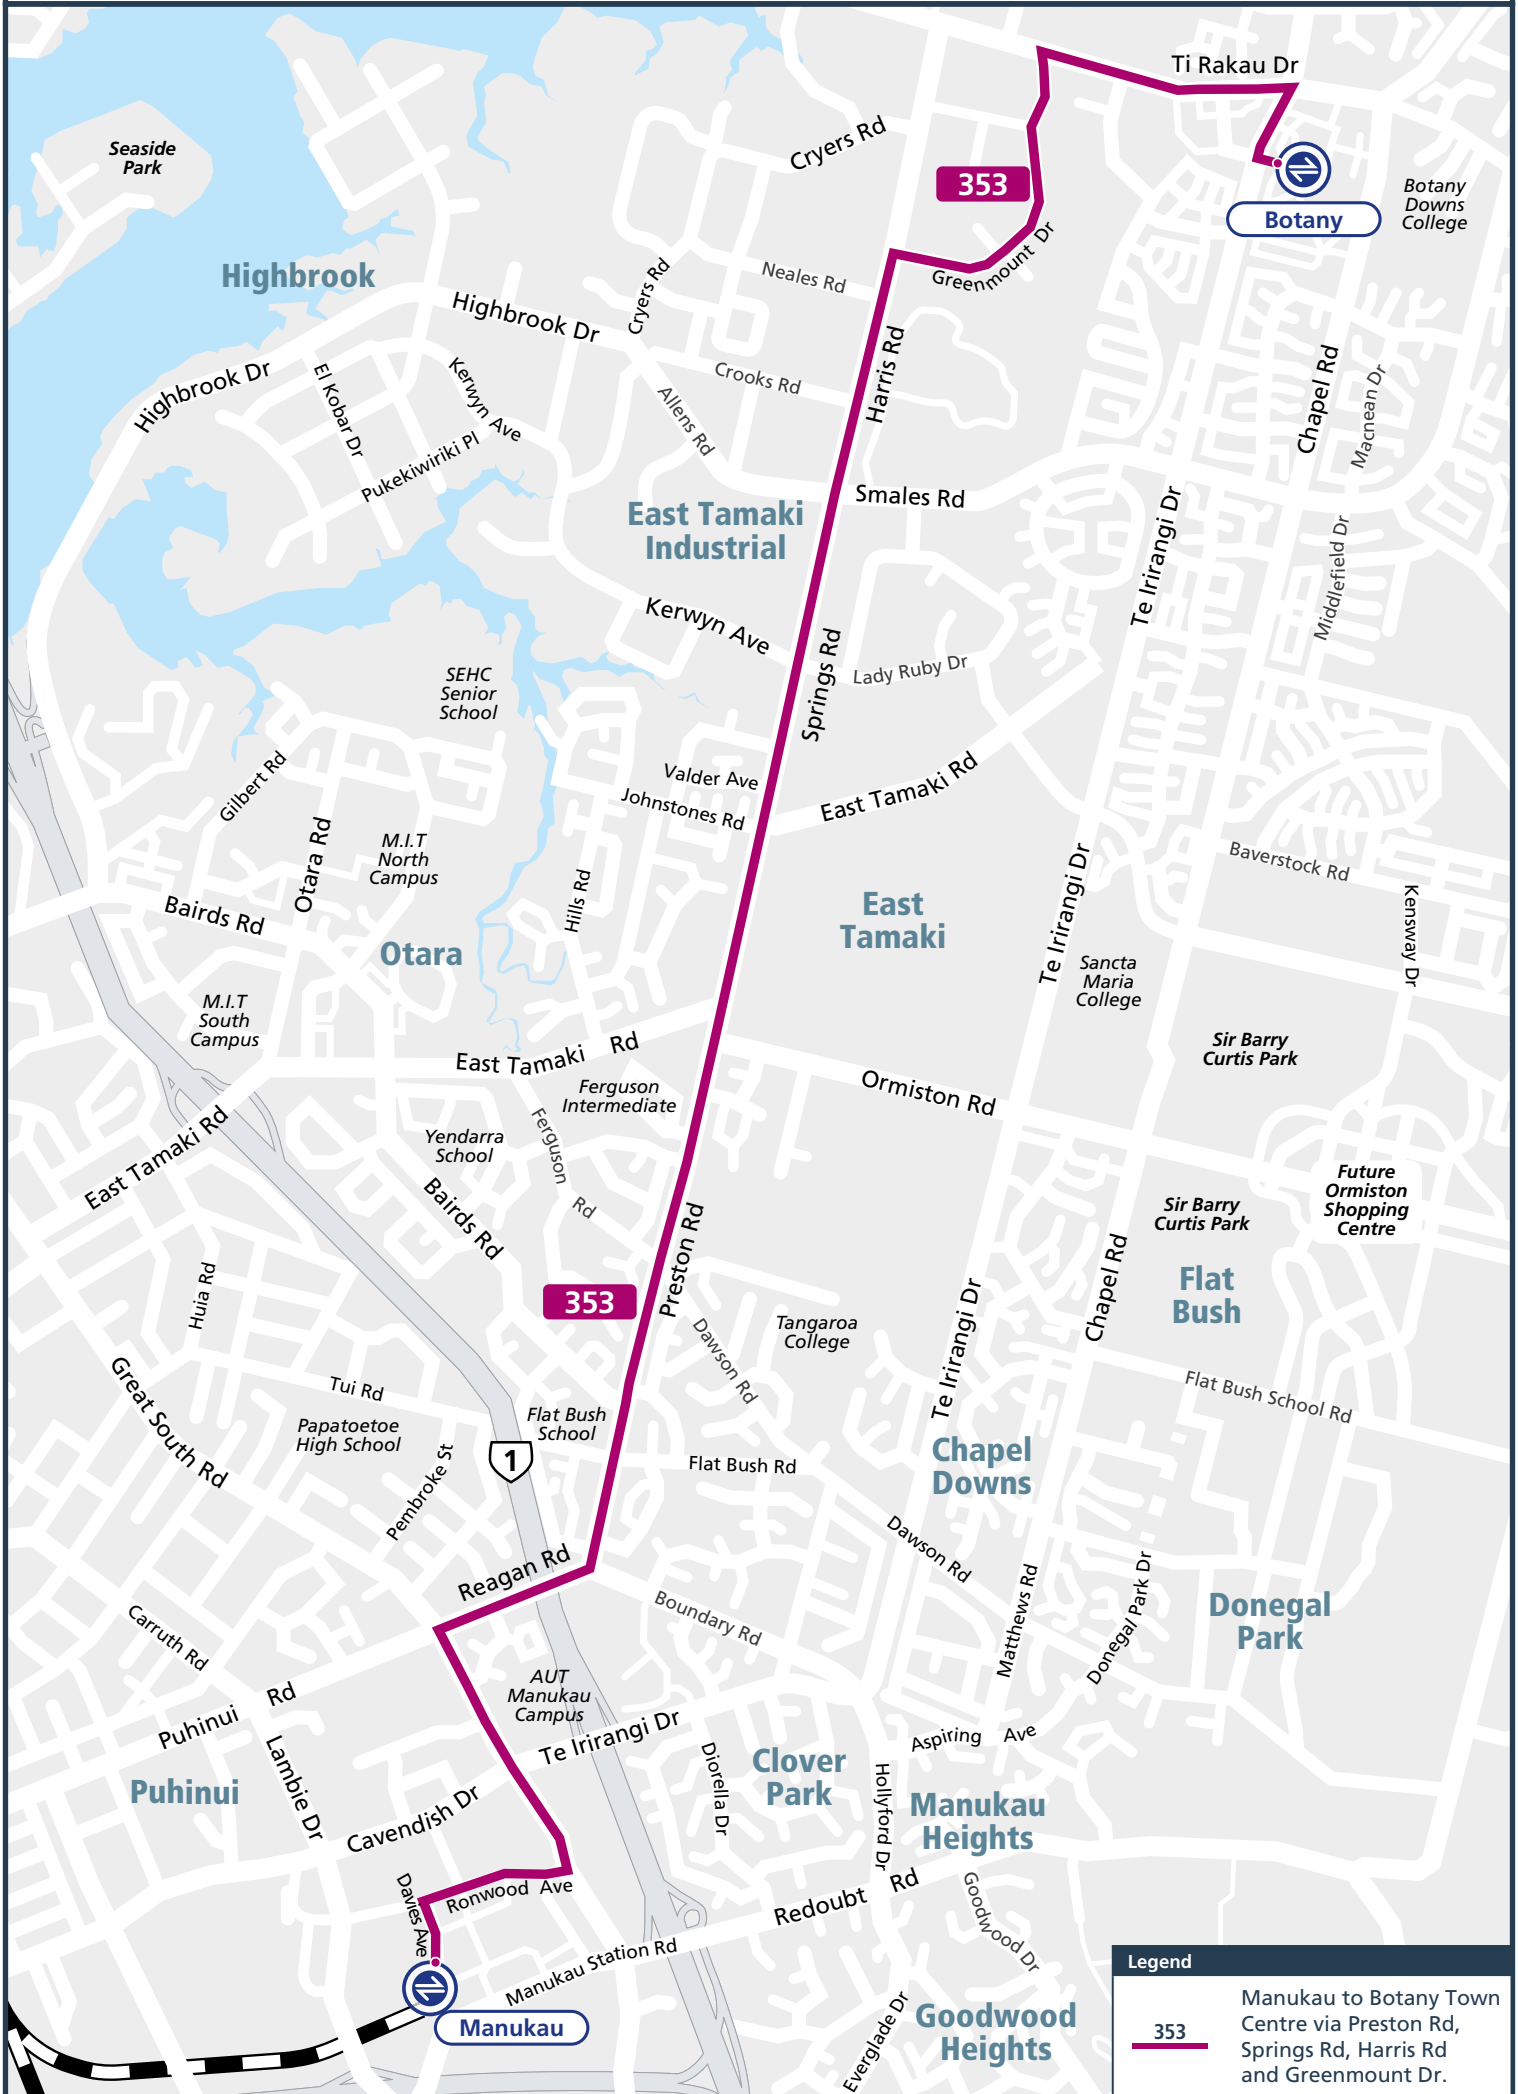 Ti Rakau Dr
Cryers Rd
Seaside
Park
353
Botany
Botany
Downs
College
Highbrook
Greenmount Dr
Neales Rd
Cryers Rd
Highbrook Dr
Highbrook Dr
Harris Rd
Chapel Rd
Macnean Dr
El Kobar Dr
Kerwyn Ave
Crooks Rd
Allens Rd
Pukekiwiriki Pl
Smales Rd
East Tamaki
Industrial
Te Irirangi Dr
Middlefield Dr
Kerwyn Ave
Springs Rd
Lady Ruby Dr
SEHC
Senior
School
Gilbert Rd
Valder Ave
Johnstones Rd
East Tamaki Rd
Otara Rd
M.I.T
North
Campus
Hills Rd
Te Irirangi Dr
Baverstock Rd
Kensway Dr
Bairds Rd
East
Tamaki
Otara
Sancta
Maria
College
M.I.T
South
Campus
Sir Barry
Curtis Park
East Tamaki Rd
Ferguson
Intermediate
Ormiston Rd
East Tamaki Rd
Yendarra
School
Ferguson Rd
Bairds Rd
Future
Ormiston
Shopping
Centre
Sir Barry
Curtis Park
Preston Rd
Chapel Rd
Flat
Bush
Huia Rd
353
Te Irirangi Dr
Tangaroa
College
Dawson Rd
Great South Rd
Tui Rd
Flat Bush School Rd
Papatoetoe
High School
Flat Bush
School
Pembroke St
1
Flat Bush Rd
Chapel
Downs
Dawson Rd
Reagan Rd
Boundary Rd
Matthews Rd
Donegal Park Dr
Donegal
Park
Carruth Rd
AUT
Manukau
Campus
Puhinui Rd
Te Irirangi Dr
Aspiring Ave
Lambie Dr
Diorella Dr
Clover
Park
Hollyford Dr
Puhinui
Cavendish Dr
Manukau
Heights
Davies Ave
Ronwood Ave
Redoubt Rd
Goodwood Dr
Manukau Station Rd
Manukau
Everglade Dr
Goodwood
Heights
Legend
353
Manukau to Botany Town
Centre via Preston Rd,
Springs Rd, Harris Rd
and Greenmount Dr.